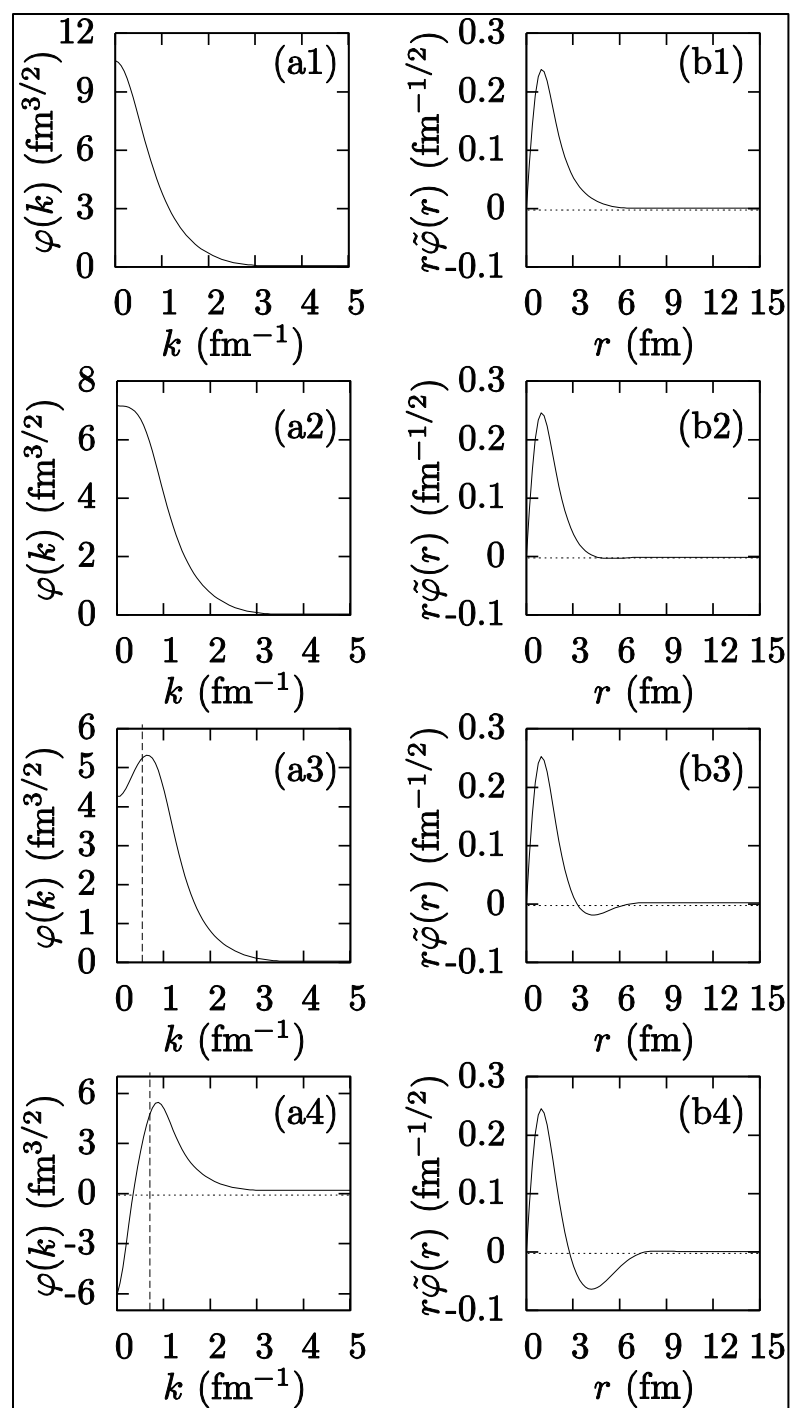 12
9
6
3
0
φ(k) (fm^{3/2})
(a1)
0 1 2 3 4 5
k (fm^{−1})
0.3
0.2
0.1
0
-0.1
rφ̃(r) (fm^{−1/2})
(b1)
0 3 6 9 12 15
r (fm)
8
6
4
2
0
φ(k) (fm^{3/2})
(a2)
0 1 2 3 4 5
k (fm^{−1})
0.3
0.2
0.1
0
-0.1
rφ̃(r) (fm^{−1/2})
(b2)
0 3 6 9 12 15
r (fm)
6
5
4
3
2
1
0
φ(k) (fm^{3/2})
(a3)
0 1 2 3 4 5
k (fm^{−1})
0.3
0.2
0.1
0
-0.1
rφ̃(r) (fm^{−1/2})
(b3)
0 3 6 9 12 15
r (fm)
6
3
0
-3
-6
φ(k) (fm^{3/2})
(a4)
0 1 2 3 4 5
k (fm^{−1})
0.3
0.2
0.1
0
-0.1
rφ̃(r) (fm^{−1/2})
(b4)
0 3 6 9 12 15
r (fm)